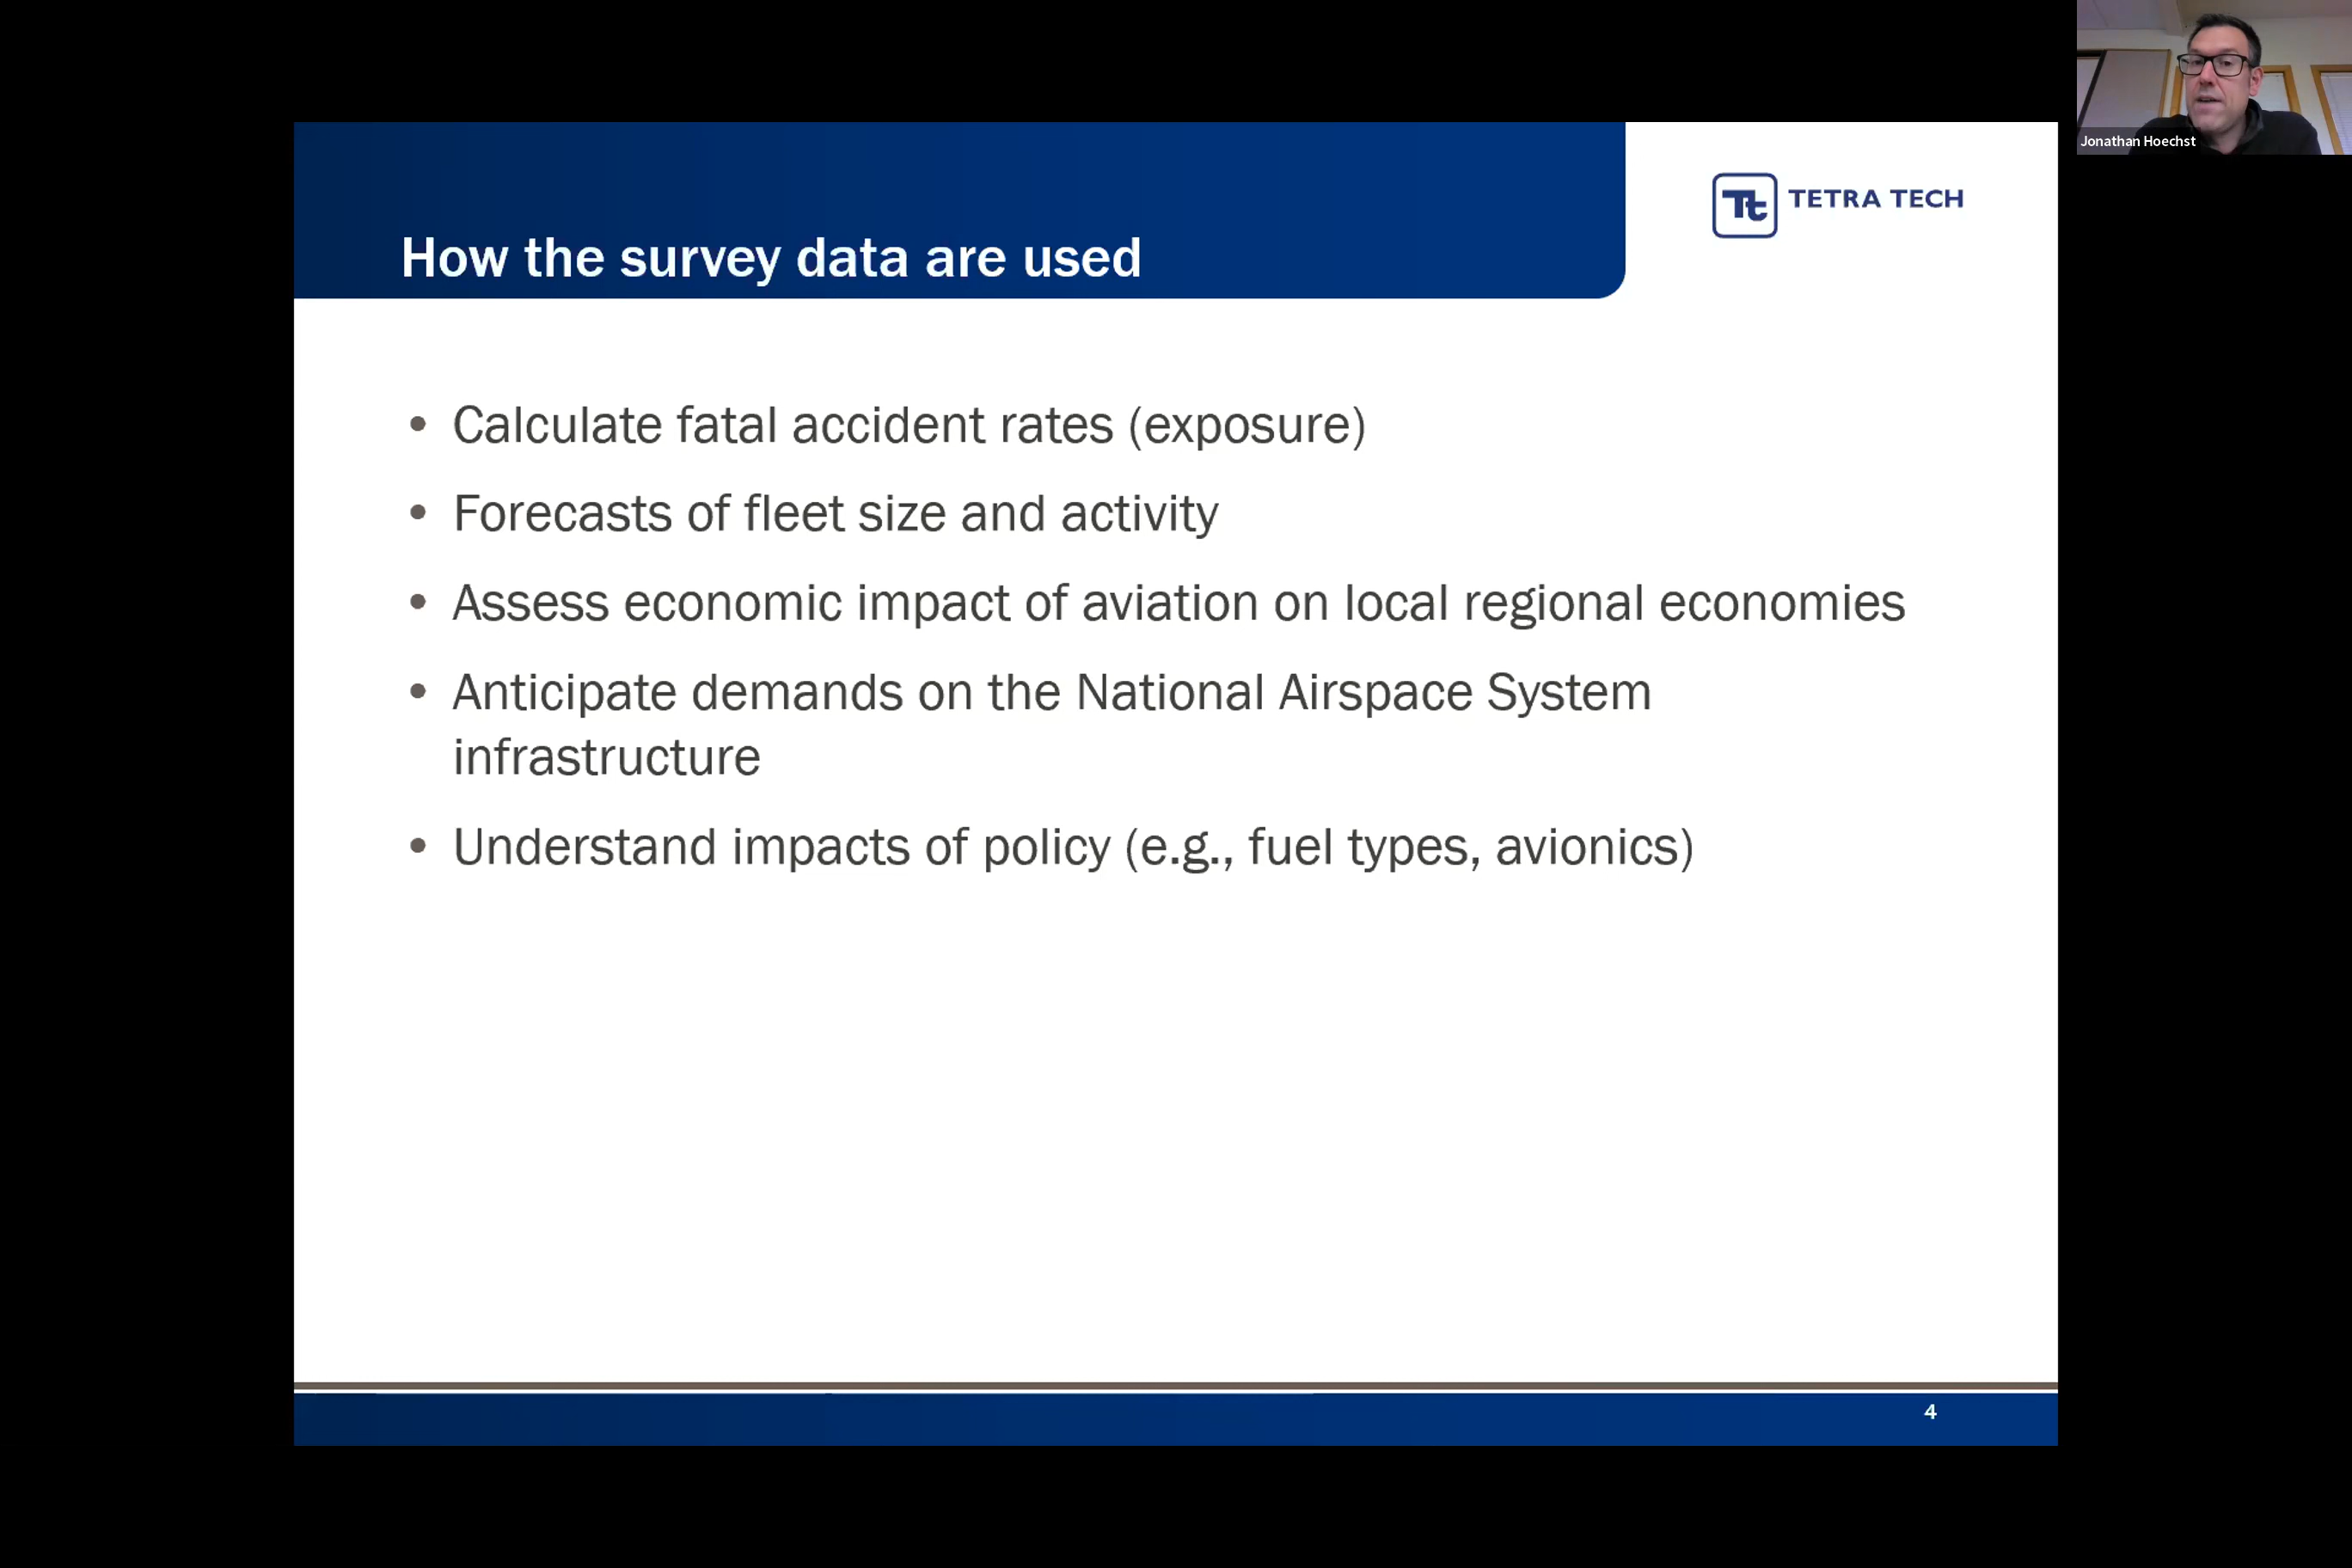 Jonathan Hoechst
Tt TETRA TECH
How the survey data are used
• Calculate fatal accident rates (exposure)
• Forecasts of fleet size and activity
• Assess economic impact of aviation on local regional economies
• Anticipate demands on the National Airspace System
infrastructure
• Understand impacts of policy (e.g., fuel types, avionics)
4